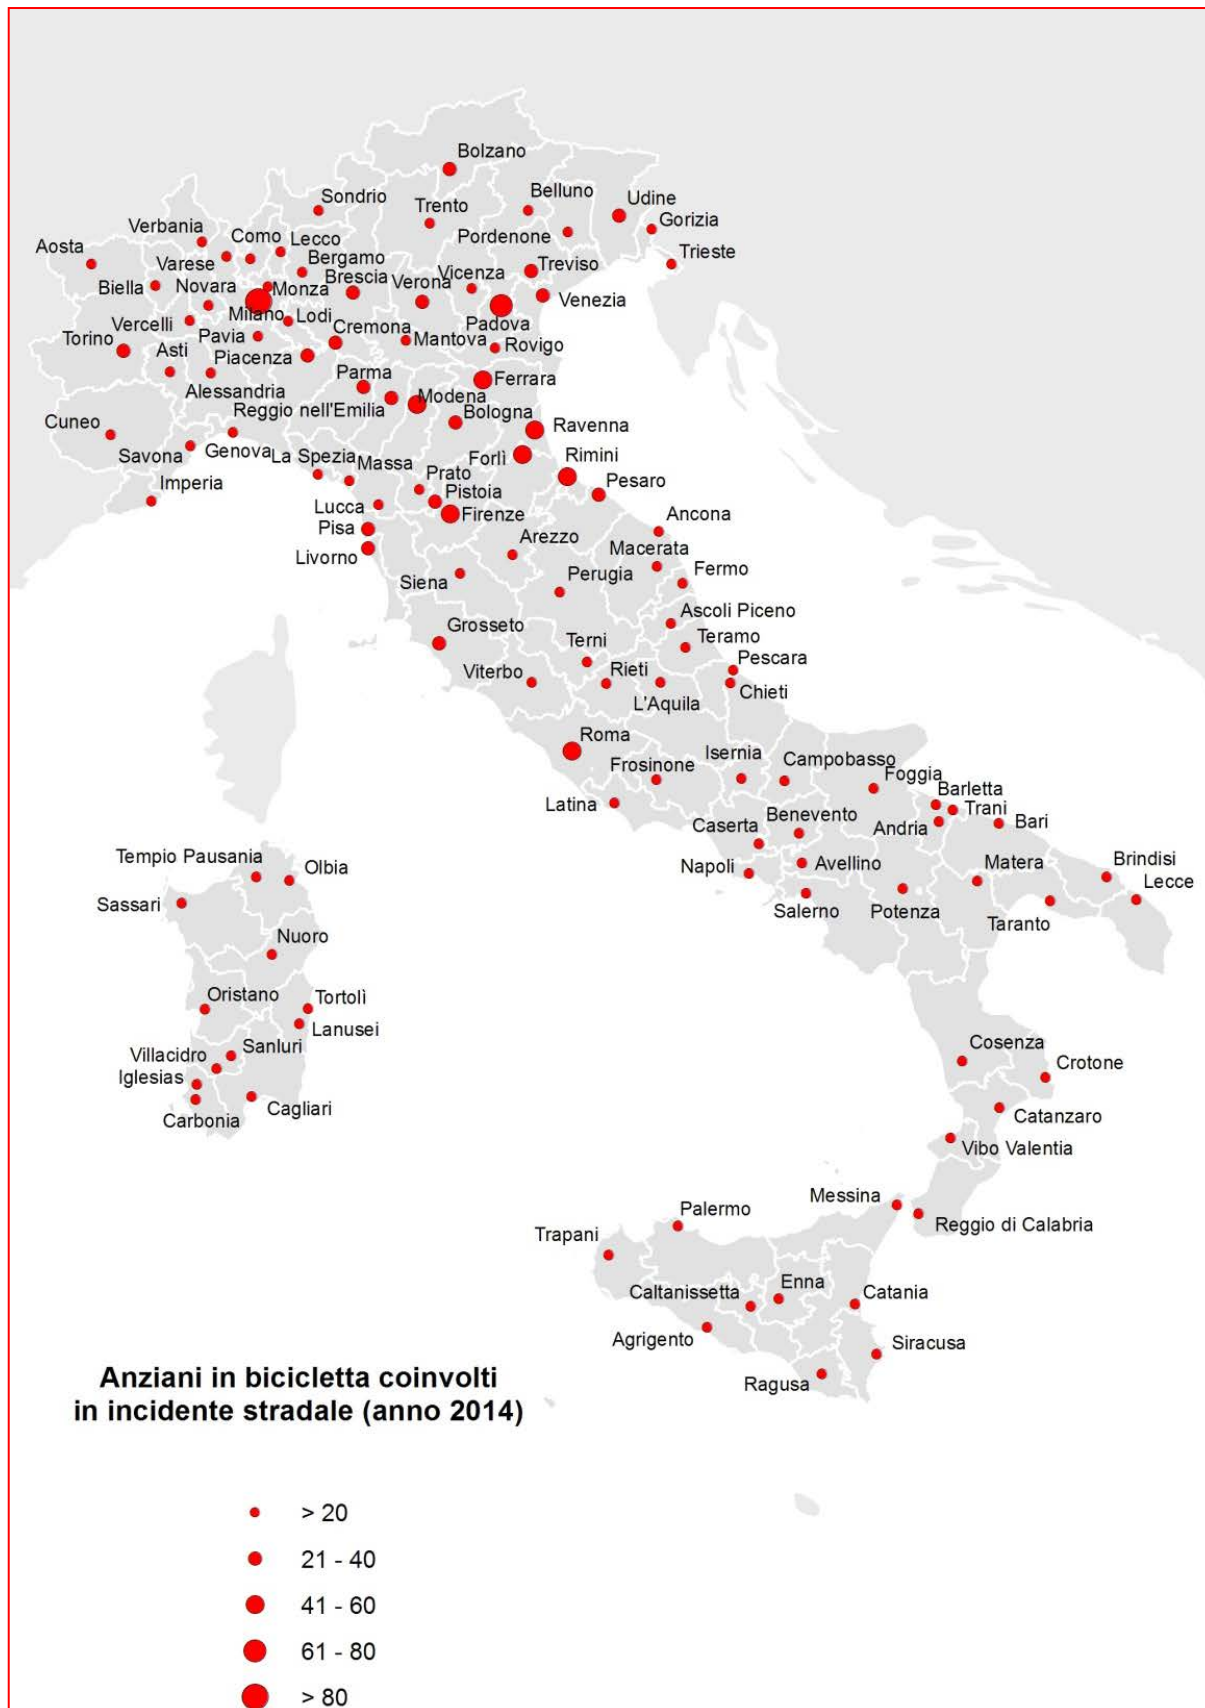 Bolzano
Sondrio
Trento
Belluno
Udine
Verbania
Como
Lecco
Pordenone
Gorizia
Aosta
Varese
Bergamo
Vicenza
Treviso
Trieste
Biella
Novara
Monza
Brescia
Verona
Venezia
Milano
Lodi
Padova
Vercelli
Pavia
Cremona
Mantova
Rovigo
Torino
Asti
Piacenza
Parma
Ferrara
Alessandria
Reggio nell'Emilia
Modena
Bologna
Ravenna
Cuneo
Savona
Genova
La Spezia
Massa
Forlì
Rimini
Imperia
Prato
Pistoia
Pesaro
Lucca
Firenze
Pisa
Arezzo
Ancona
Livorno
Macerata
Siena
Perugia
Fermo
Ascoli Piceno
Grosseto
Terni
Teramo
Viterbo
Rieti
Pescara
L'Aquila
Chieti
Roma
Frosinone
Isernia
Campobasso
Foggia
Latina
Barletta
Trani
Caserta
Benevento
Andria
Bari
Napoli
Avellino
Matera
Brindisi
Lecce
Salerno
Potenza
Taranto
Tempio Pausania
Olbia
Sassari
Nuoro
Oristano
Tortolì
Lanusei
Villacidro
Sanluri
Iglesias
Carbonia
Cagliari
Cosenza
Crotone
Catanzaro
Vibo Valentia
Messina
Palermo
Reggio di Calabria
Trapani
Caltanissetta
Enna
Catania
Agrigento
Siracusa
Ragusa
Anziani in bicicletta coinvolti
in incidente stradale (anno 2014)
> 20
21 - 40
41 - 60
61 - 80
> 80